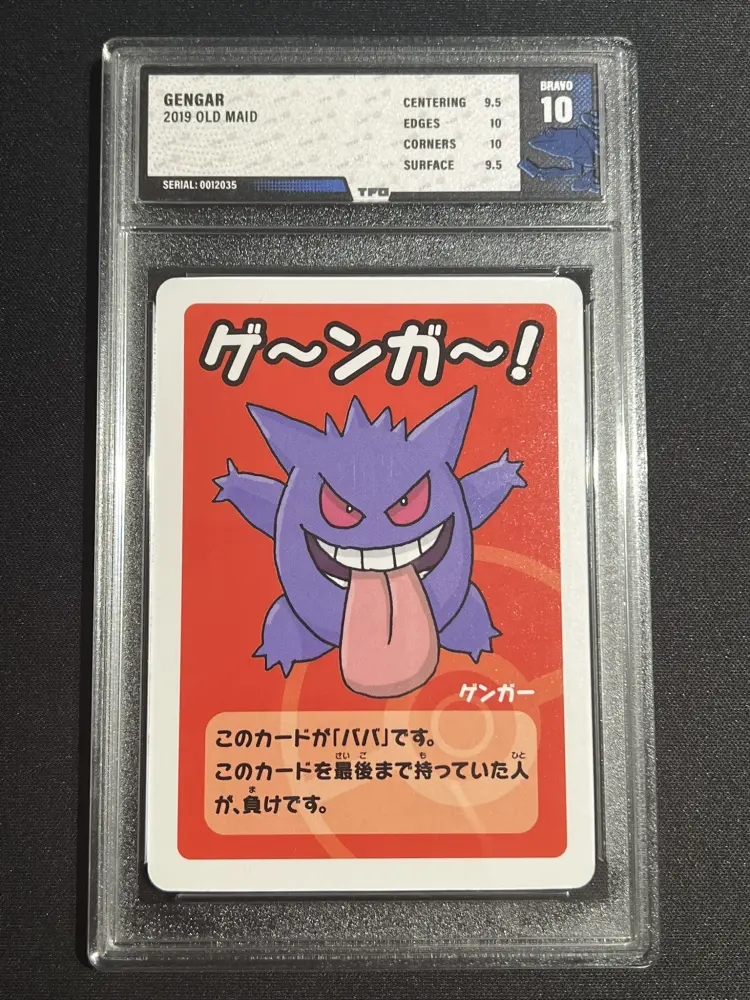 GENGAR
2019 OLD MAID
CENTERING 9.5
EDGES 10
CORNERS 10
SURFACE 9.5
BRAVO
10
SERIAL: 0012035
TFG
ゲ〜ンガ〜!
ゲンガー
このカードが「ババ」です。
このカードを最後まで持っていた人
が、負けです。